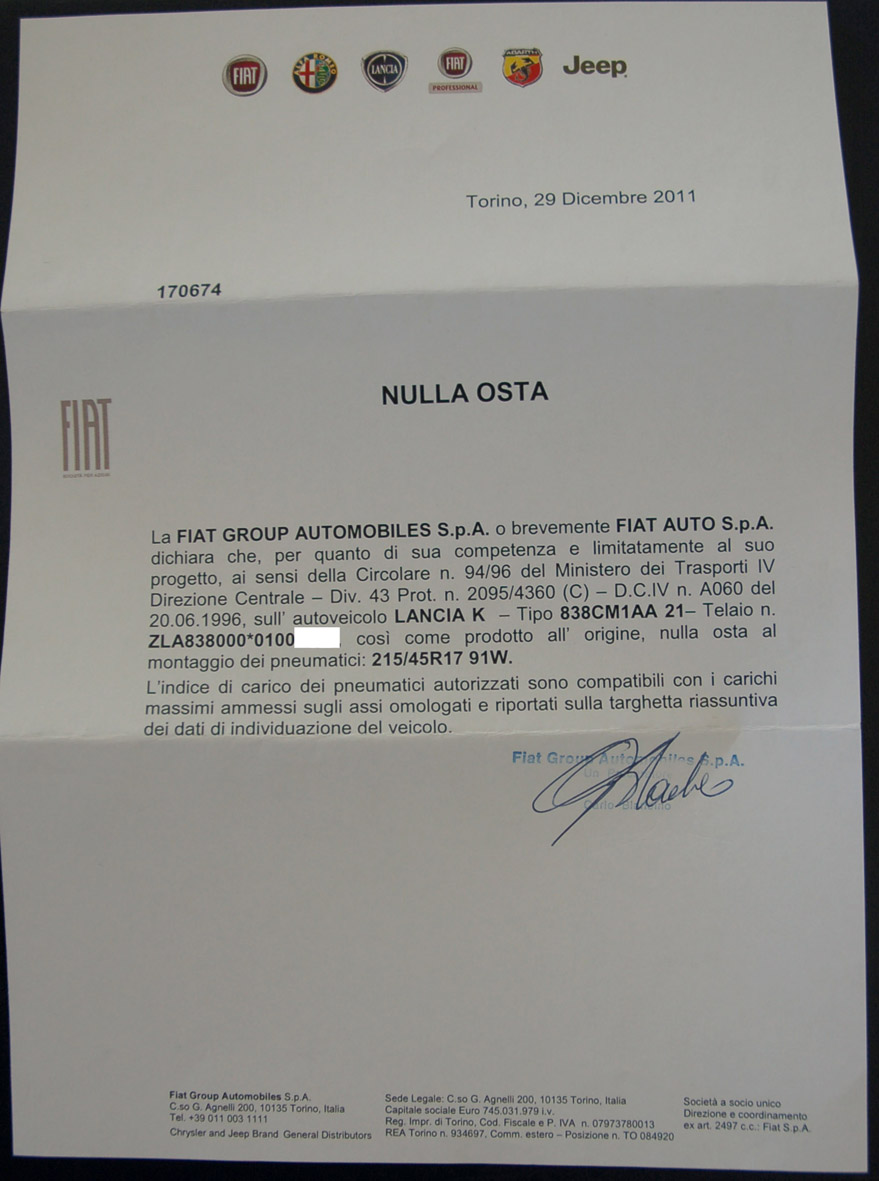 FIAT
ALFA ROMEO
LANCIA
FIAT
PROFESSIONAL
ABARTH
Jeep
Torino, 29 Dicembre 2011
170674
NULLA OSTA
FIAT
La FIAT GROUP AUTOMOBILES S.p.A. o brevemente FIAT AUTO S.p.A.
dichiara che, per quanto di sua competenza e limitatamente al suo
progetto, ai sensi della Circolare n. 94/96 del Ministero dei Trasporti IV
Direzione Centrale – Div. 43 Prot. n. 2095/4360 (C) – D.C.IV n. A060 del
20.06.1996, sull' autoveicolo LANCIA K – Tipo 838CM1AA 21– Telaio n.
ZLA838000*0100 così come prodotto all' origine, nulla osta al
montaggio dei pneumatici: 215/45R17 91W.
L'indice di carico dei pneumatici autorizzati sono compatibili con i carichi
massimi ammessi sugli assi omologati e riportati sulla targhetta riassuntiva
dei dati di individuazione del veicolo.
Fiat Group Automobiles S.p.A.
Un
Carlo
Fiat Group Automobiles S.p.A.
C.so G. Agnelli 200, 10135 Torino, Italia
Tel. +39 011 003 1111
Chrysler and Jeep Brand General Distributors
Sede Legale: C.so G. Agnelli 200, 10135 Torino, Italia
Capitale sociale Euro 745.031.979 i.v.
Reg. Impr. di Torino, Cod. Fiscale e P. IVA n. 07973780013
REA Torino n. 934697, Comm. estero – Posizione n. TO 084920
Società a socio unico
Direzione e coordinamento
ex art. 2497 c.c.: Fiat S.p.A.